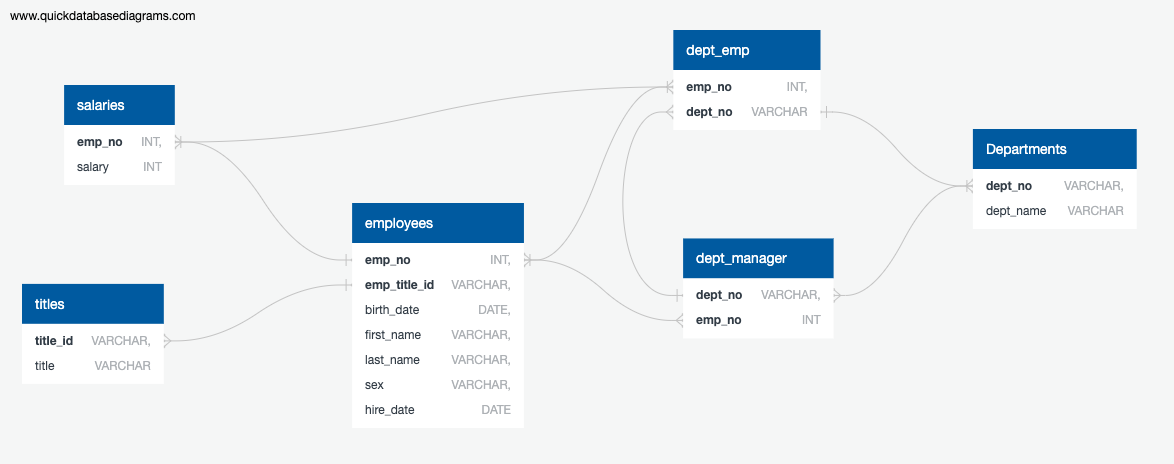 www.quickdatabasediagrams.com
salaries
emp_no INT,
salary INT
titles
title_id VARCHAR,
title VARCHAR
employees
emp_no INT,
emp_title_id VARCHAR,
birth_date DATE,
first_name VARCHAR,
last_name VARCHAR,
sex VARCHAR,
hire_date DATE
dept_emp
emp_no INT,
dept_no VARCHAR
dept_manager
dept_no VARCHAR,
emp_no INT
Departments
dept_no VARCHAR,
dept_name VARCHAR